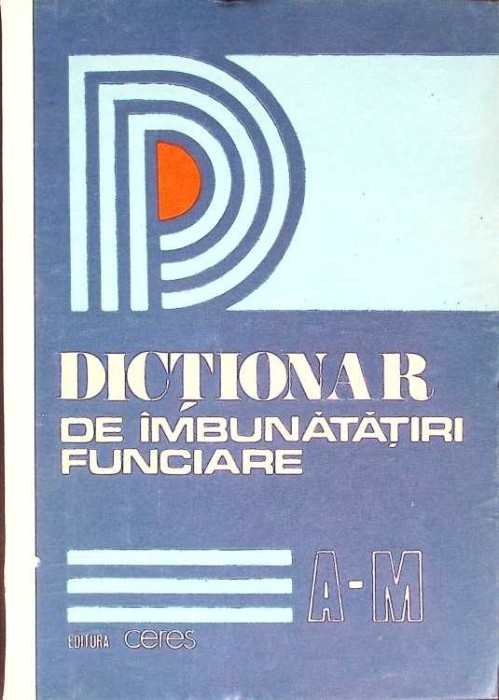 DICȚIONAR
DE ÎMBUNĂTĂȚIRI
FUNCIARE
A-M
EDITURA ceres